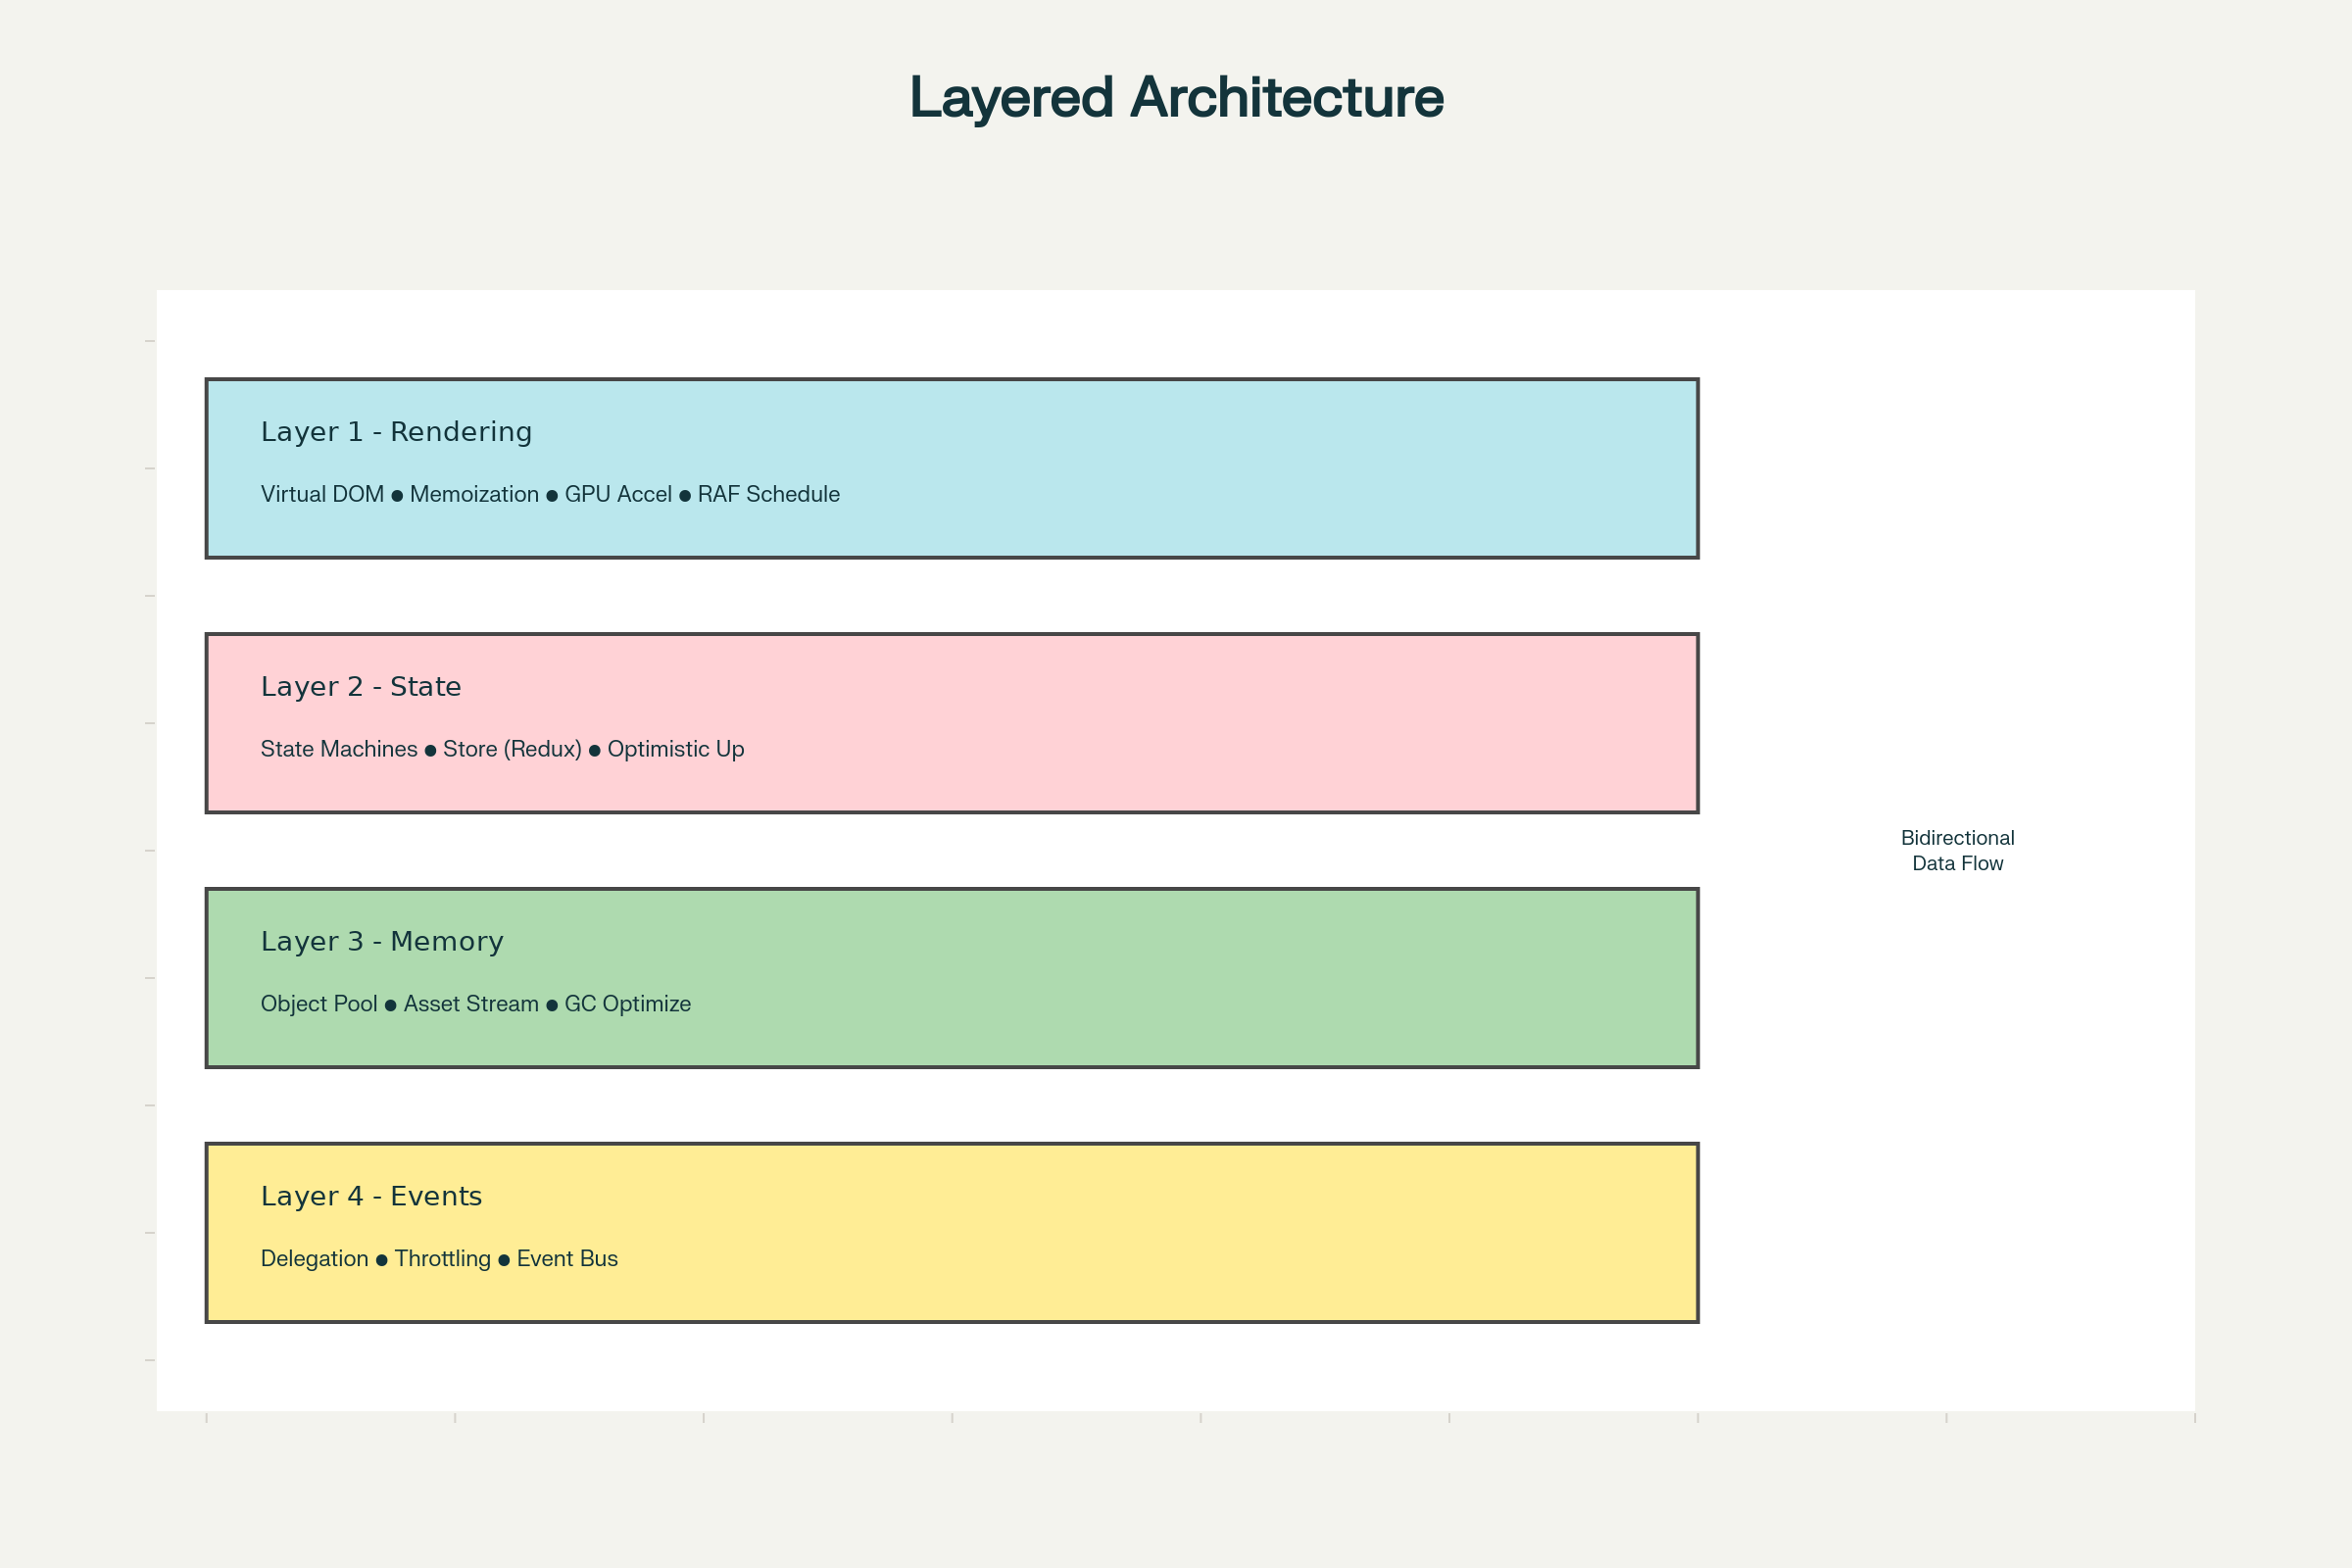 Layered Architecture
Layer 1 - Rendering
Virtual DOM ● Memoization ● GPU Accel ● RAF Schedule
Layer 2 - State
State Machines ● Store (Redux) ● Optimistic Up
Bidirectional
Data Flow
Layer 3 - Memory
Object Pool ● Asset Stream ● GC Optimize
Layer 4 - Events
Delegation ● Throttling ● Event Bus